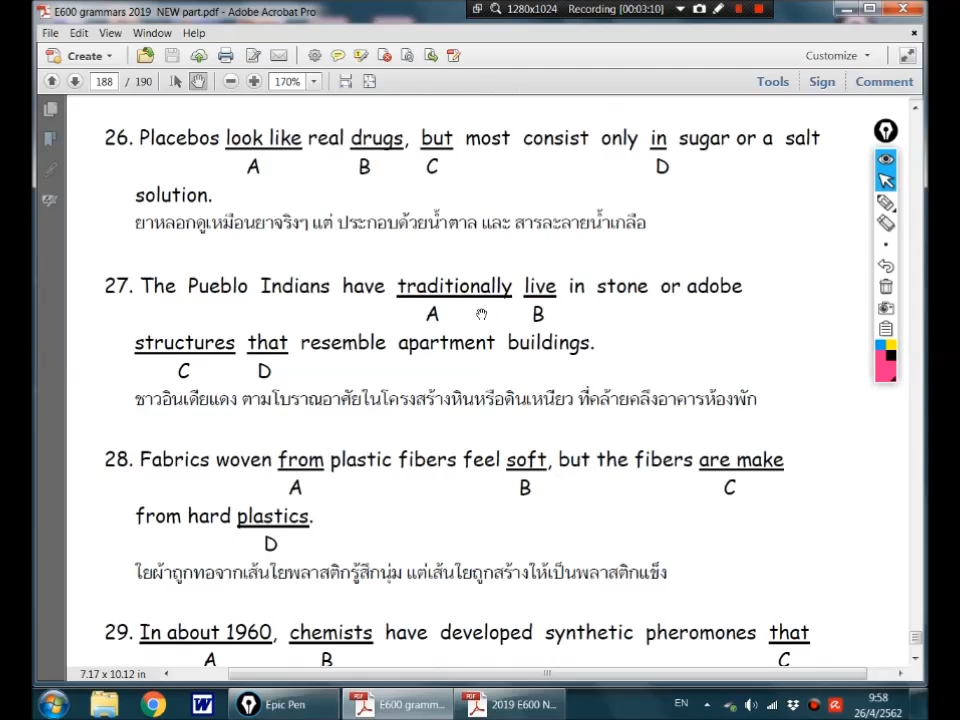 E600 grammars 2019 NEW part.pdf - Adobe Acrobat Pro
1280x1024 Recording [00:03:10]
File Edit View Window Help
Create Customize
188 / 190 170% Tools Sign Comment
26. Placebos look like real drugs, but most consist only in sugar or a salt
A B C D
solution.
ยาหลอกดูเหมือนยาจริงๆ แต่ ประกอบด้วยน้ำตาล และ สารละลายน้ำเกลือ
27. The Pueblo Indians have traditionally live in stone or adobe
A B
structures that resemble apartment buildings.
C D
ชาวอินเดียแดง ตามโบราณอาศัยในโครงสร้างหินหรือดินเหนียว ที่คล้ายคลึงอาคารห้องพัก
28. Fabrics woven from plastic fibers feel soft, but the fibers are make
A B C
from hard plastics.
D
ใยผ้าถูกทอจากเส้นใยพลาสติกรู้สึกนุ่ม แต่เส้นใยถูกสร้างให้เป็นพลาสติกแข็ง
29. In about 1960, chemists have developed synthetic pheromones that
A B C
7.17 x 10.12 in
Epic Pen E600 gramm... 2019 E600 N... EN 9:58
26/4/2562